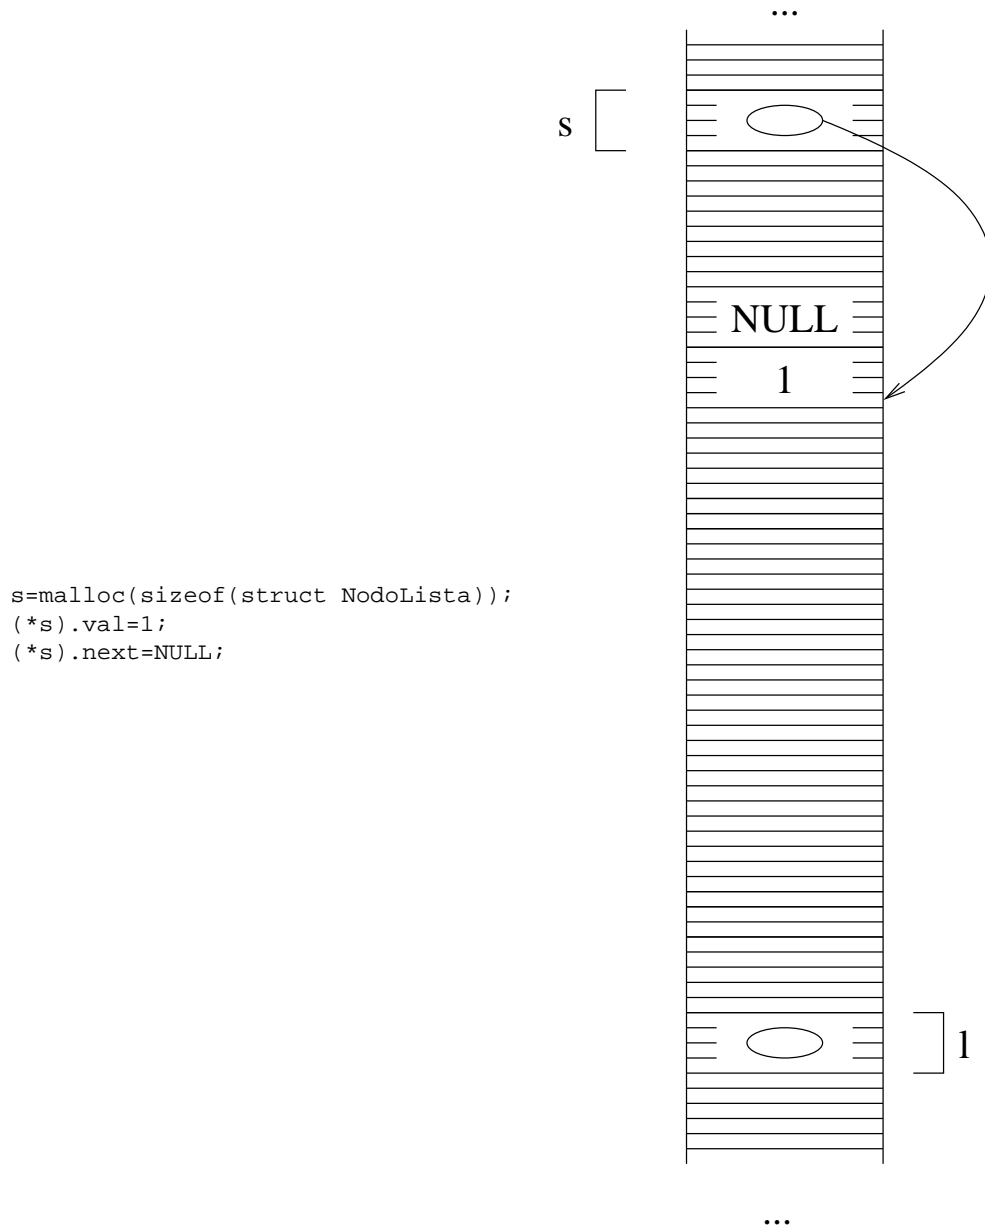 ...
s
NULL
1
s=malloc(sizeof(struct NodoLista));
(*s).val=1;
(*s).next=NULL;
l
...